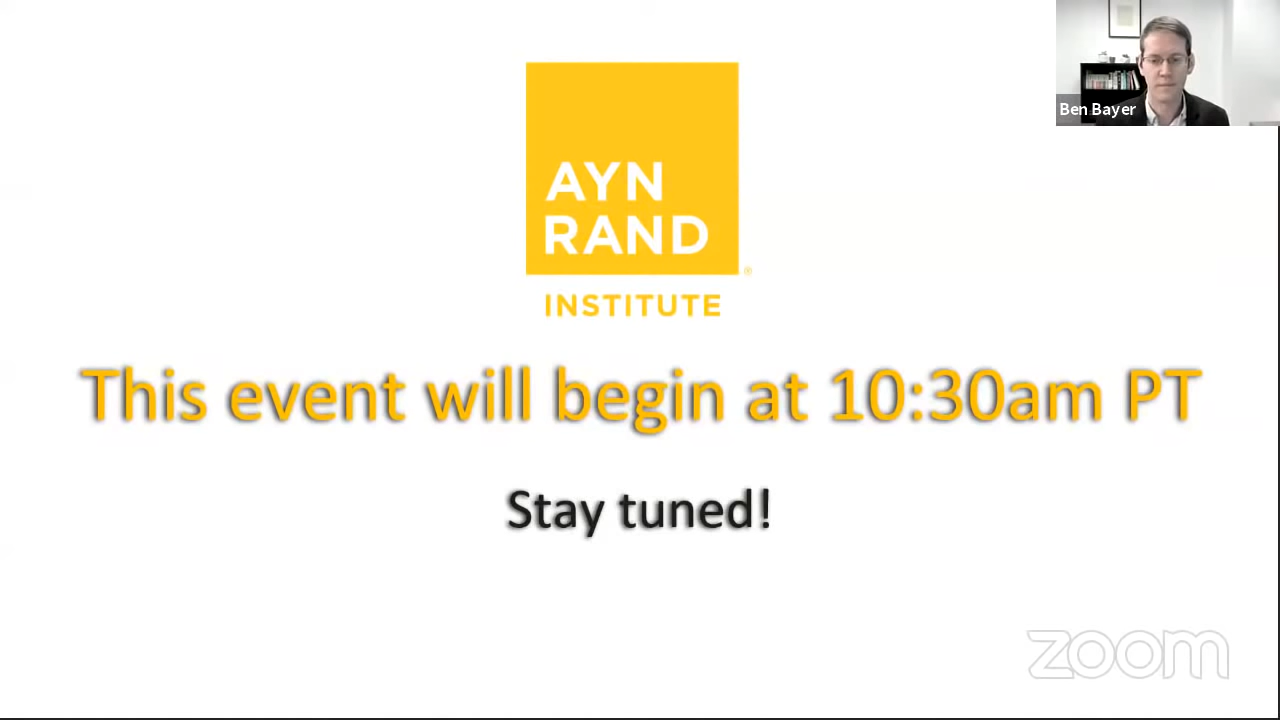 Ben Bayer
AYN
RAND
®
INSTITUTE
This event will begin at 10:30am PT
Stay tuned!
zoom